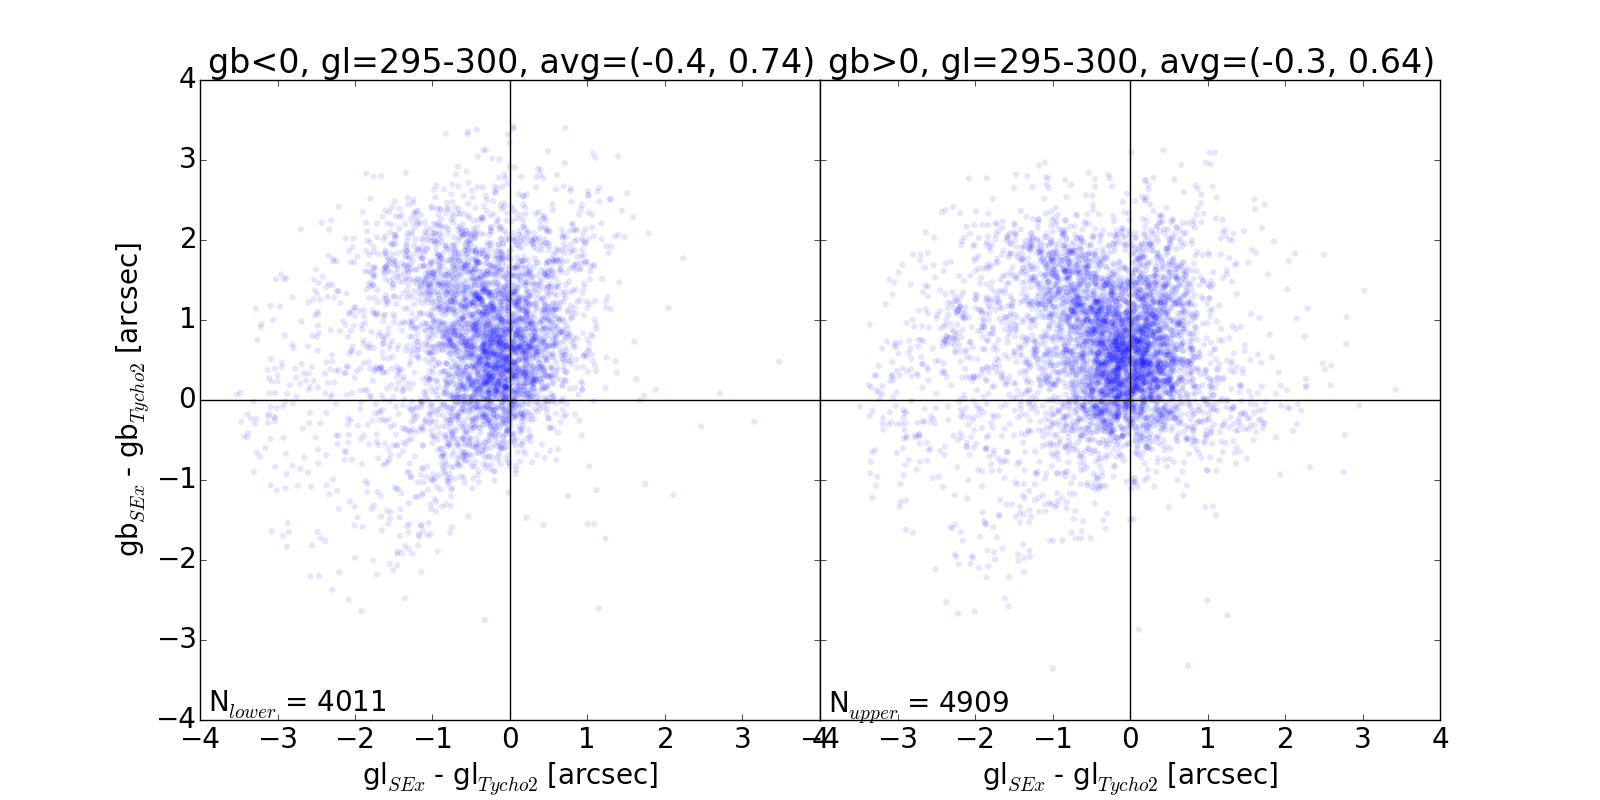 gb<0, gl=295-300, avg=(-0.4, 0.74)
gb>0, gl=295-300, avg=(-0.3, 0.64)
4
3
2
1
0
−1
−2
−3
−4
gb_SEx - gb_Tycho2 [arcsec]
N_lower = 4011
N_upper = 4909
−4 −3 −2 −1 0 1 2 3 4
−4 −3 −2 −1 0 1 2 3 4
gl_SEx - gl_Tycho2 [arcsec]
gl_SEx - gl_Tycho2 [arcsec]